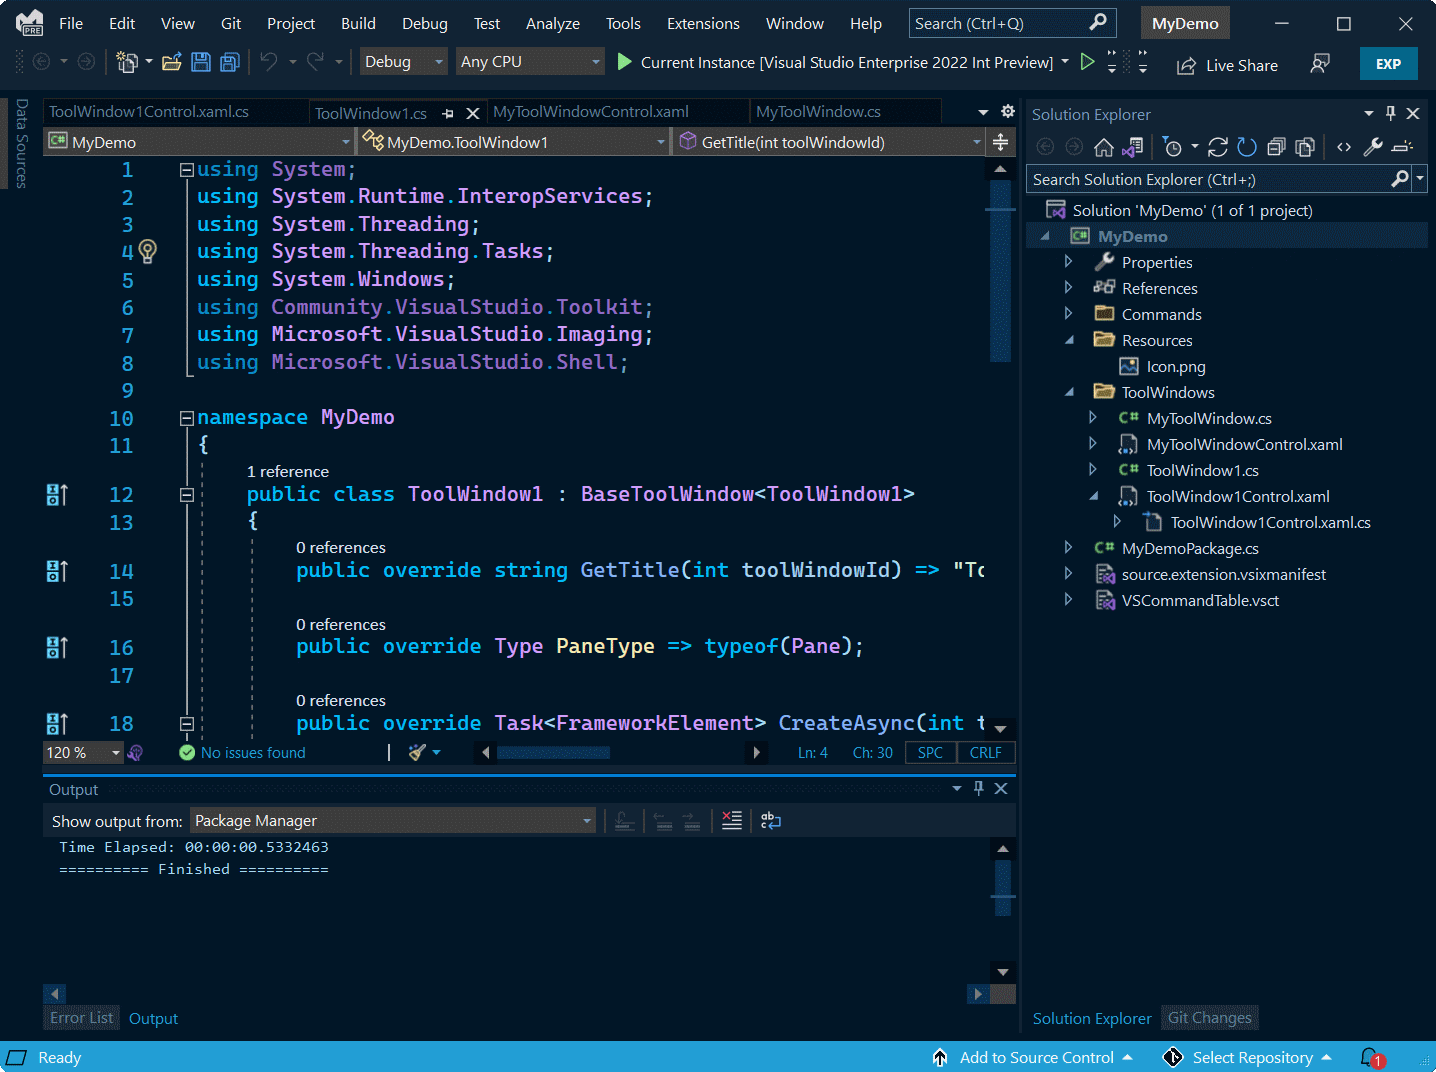 PRE
File Edit View Git Project Build Debug Test Analyze Tools Extensions Window Help Search (Ctrl+Q) MyDemo
Debug Any CPU Current Instance [Visual Studio Enterprise 2022 Int Preview] Live Share EXP
Data Sources
ToolWindow1Control.xaml.cs ToolWindow1.cs MyToolWindowControl.xaml MyToolWindow.cs
C# MyDemo MyDemo.ToolWindow1 GetTitle(int toolWindowId)
1 using System;
2 using System.Runtime.InteropServices;
3 using System.Threading;
4 using System.Threading.Tasks;
5 using System.Windows;
6 using Community.VisualStudio.Toolkit;
7 using Microsoft.VisualStudio.Imaging;
8 using Microsoft.VisualStudio.Shell;
9
10 namespace MyDemo
11 {
1 reference
12 public class ToolWindow1 : BaseToolWindow<ToolWindow1>
13 {
0 references
14 public override string GetTitle(int toolWindowId) => "To
15
0 references
16 public override Type PaneType => typeof(Pane);
17
0 references
18 public override Task<FrameworkElement> CreateAsync(int t
120 % No issues found Ln: 4 Ch: 30 SPC CRLF
Output
Show output from: Package Manager
Time Elapsed: 00:00:00.5332463
========== Finished ==========
Error List Output
Solution Explorer
Search Solution Explorer (Ctrl+;)
Solution 'MyDemo' (1 of 1 project)
C# MyDemo
Properties
References
Commands
Resources
Icon.png
ToolWindows
C# MyToolWindow.cs
MyToolWindowControl.xaml
C# ToolWindow1.cs
ToolWindow1Control.xaml
ToolWindow1Control.xaml.cs
C# MyDemoPackage.cs
source.extension.vsixmanifest
VSCommandTable.vsct
Solution Explorer Git Changes
Ready Add to Source Control Select Repository 1